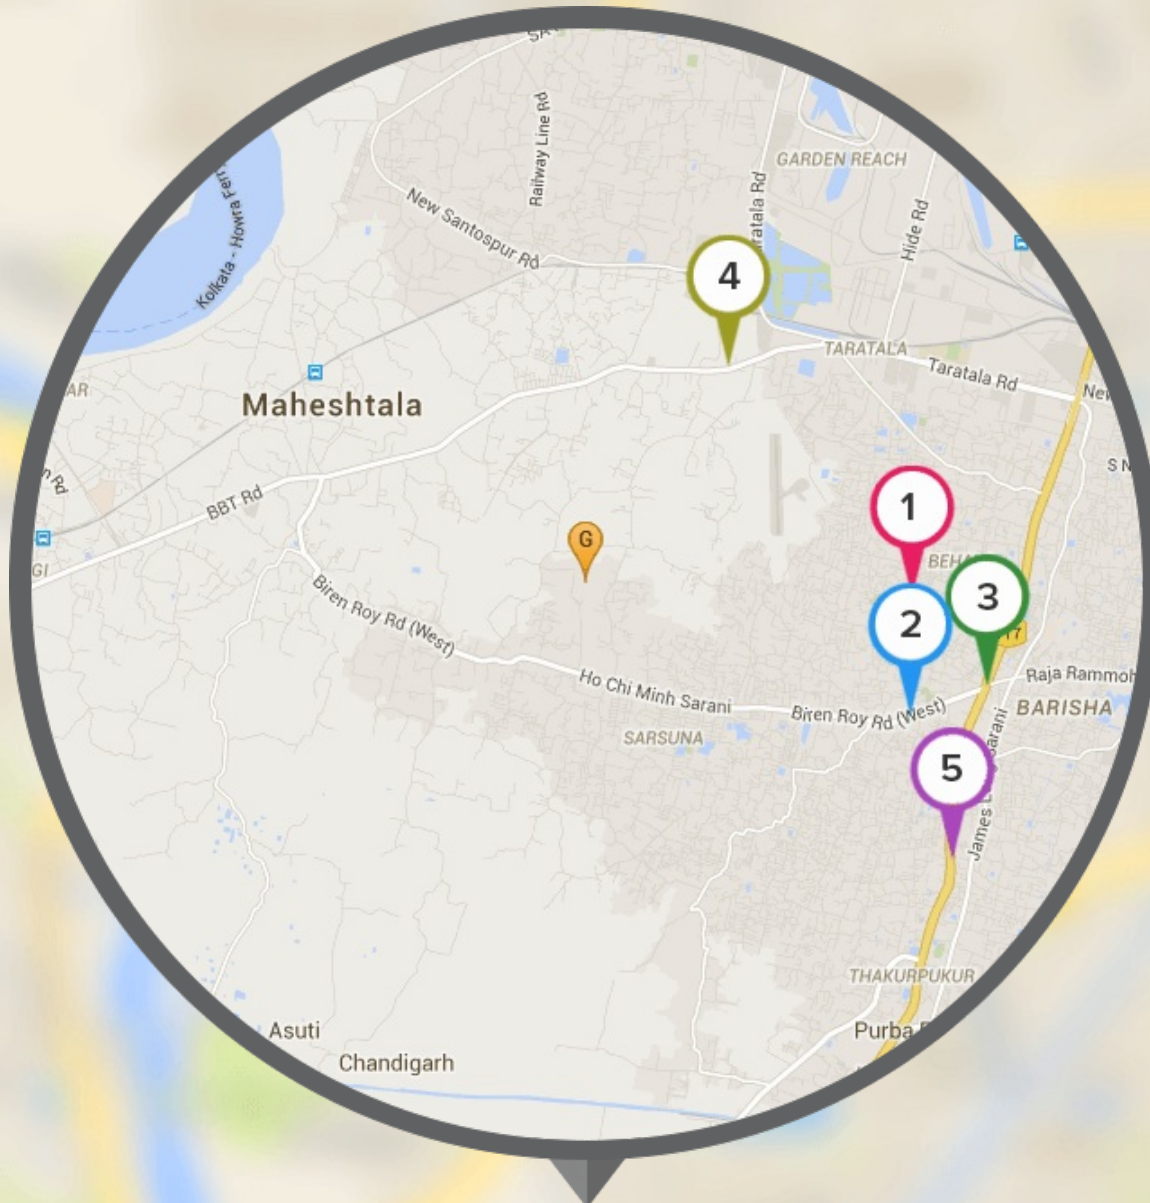 SA
Railway Line Rd
GARDEN REACH
Kolkata - Howra Ferr
New Santospur Rd
aratala Rd
Hide Rd
4
TARATALA
Taratala Rd
AR
New
Maheshtala
S N
n Rd
BBT Rd
1
G
GI
BEHA
Biren Roy Rd (West)
2
3
17
Ho Chi Minh Sarani
Raja Rammoh
Biren Roy Rd (West)
BARISHA
SARSUNA
5
James L
Sarani
THAKURPUKUR
Asuti
Purba
Chandigarh